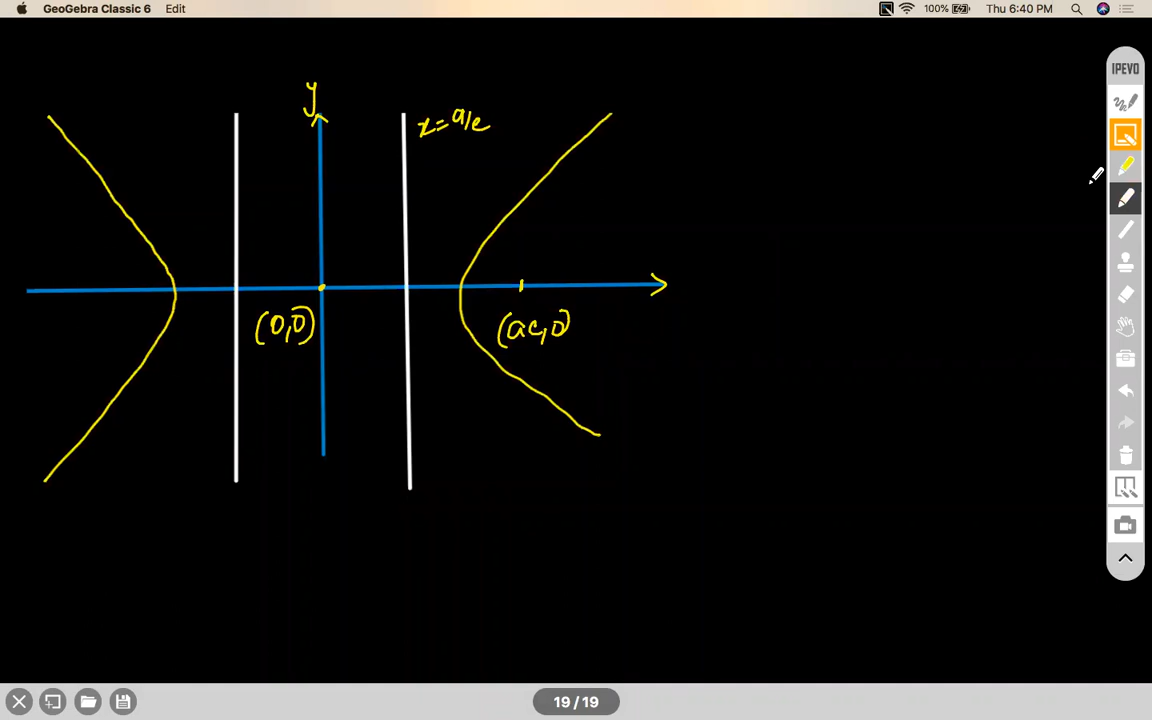 GeoGebra Classic 6 Edit 100% Thu 6:40 PM
IPEVO
y
x = a/e
(0,0)
(ae,0)
19 / 19